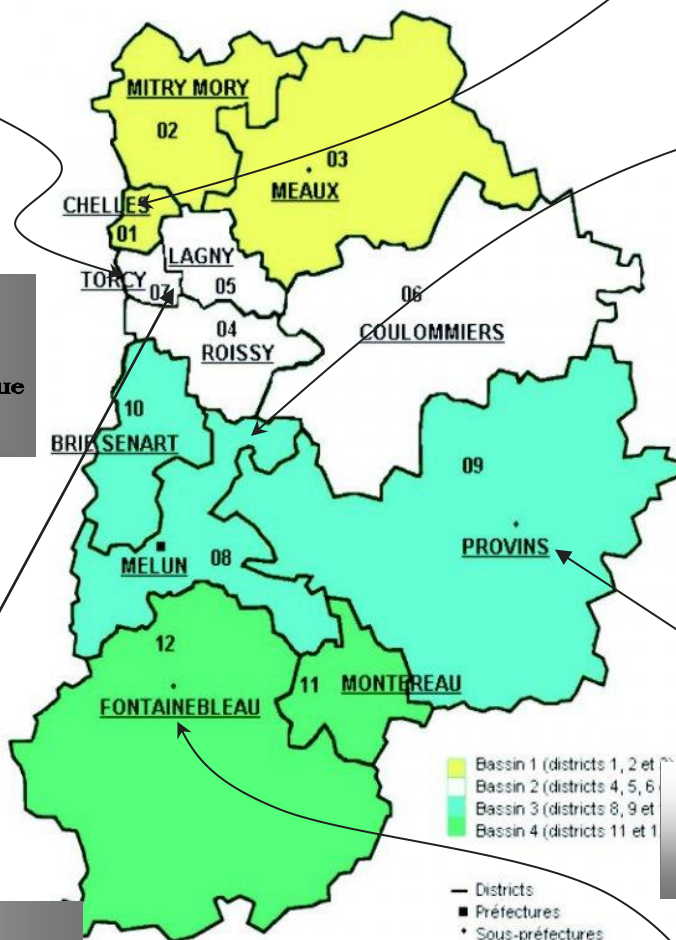 MITRY MORY
02
03
MEAUX
CHELLES
01
LAGNY
TORCY
07
05
06
04
COULOMMIERS
ROISSY
ue
10
BRIE SENART
09
PROVINS
MELUN
08
12
11
MONTEREAU
FONTAINEBLEAU
Bassin 1 (districts 1, 2 et
Bassin 2 (districts 4, 5, 6
Bassin 3 (districts 8, 9 et
Bassin 4 (districts 11 et 1
Districts
Préfectures
Sous-préfectures